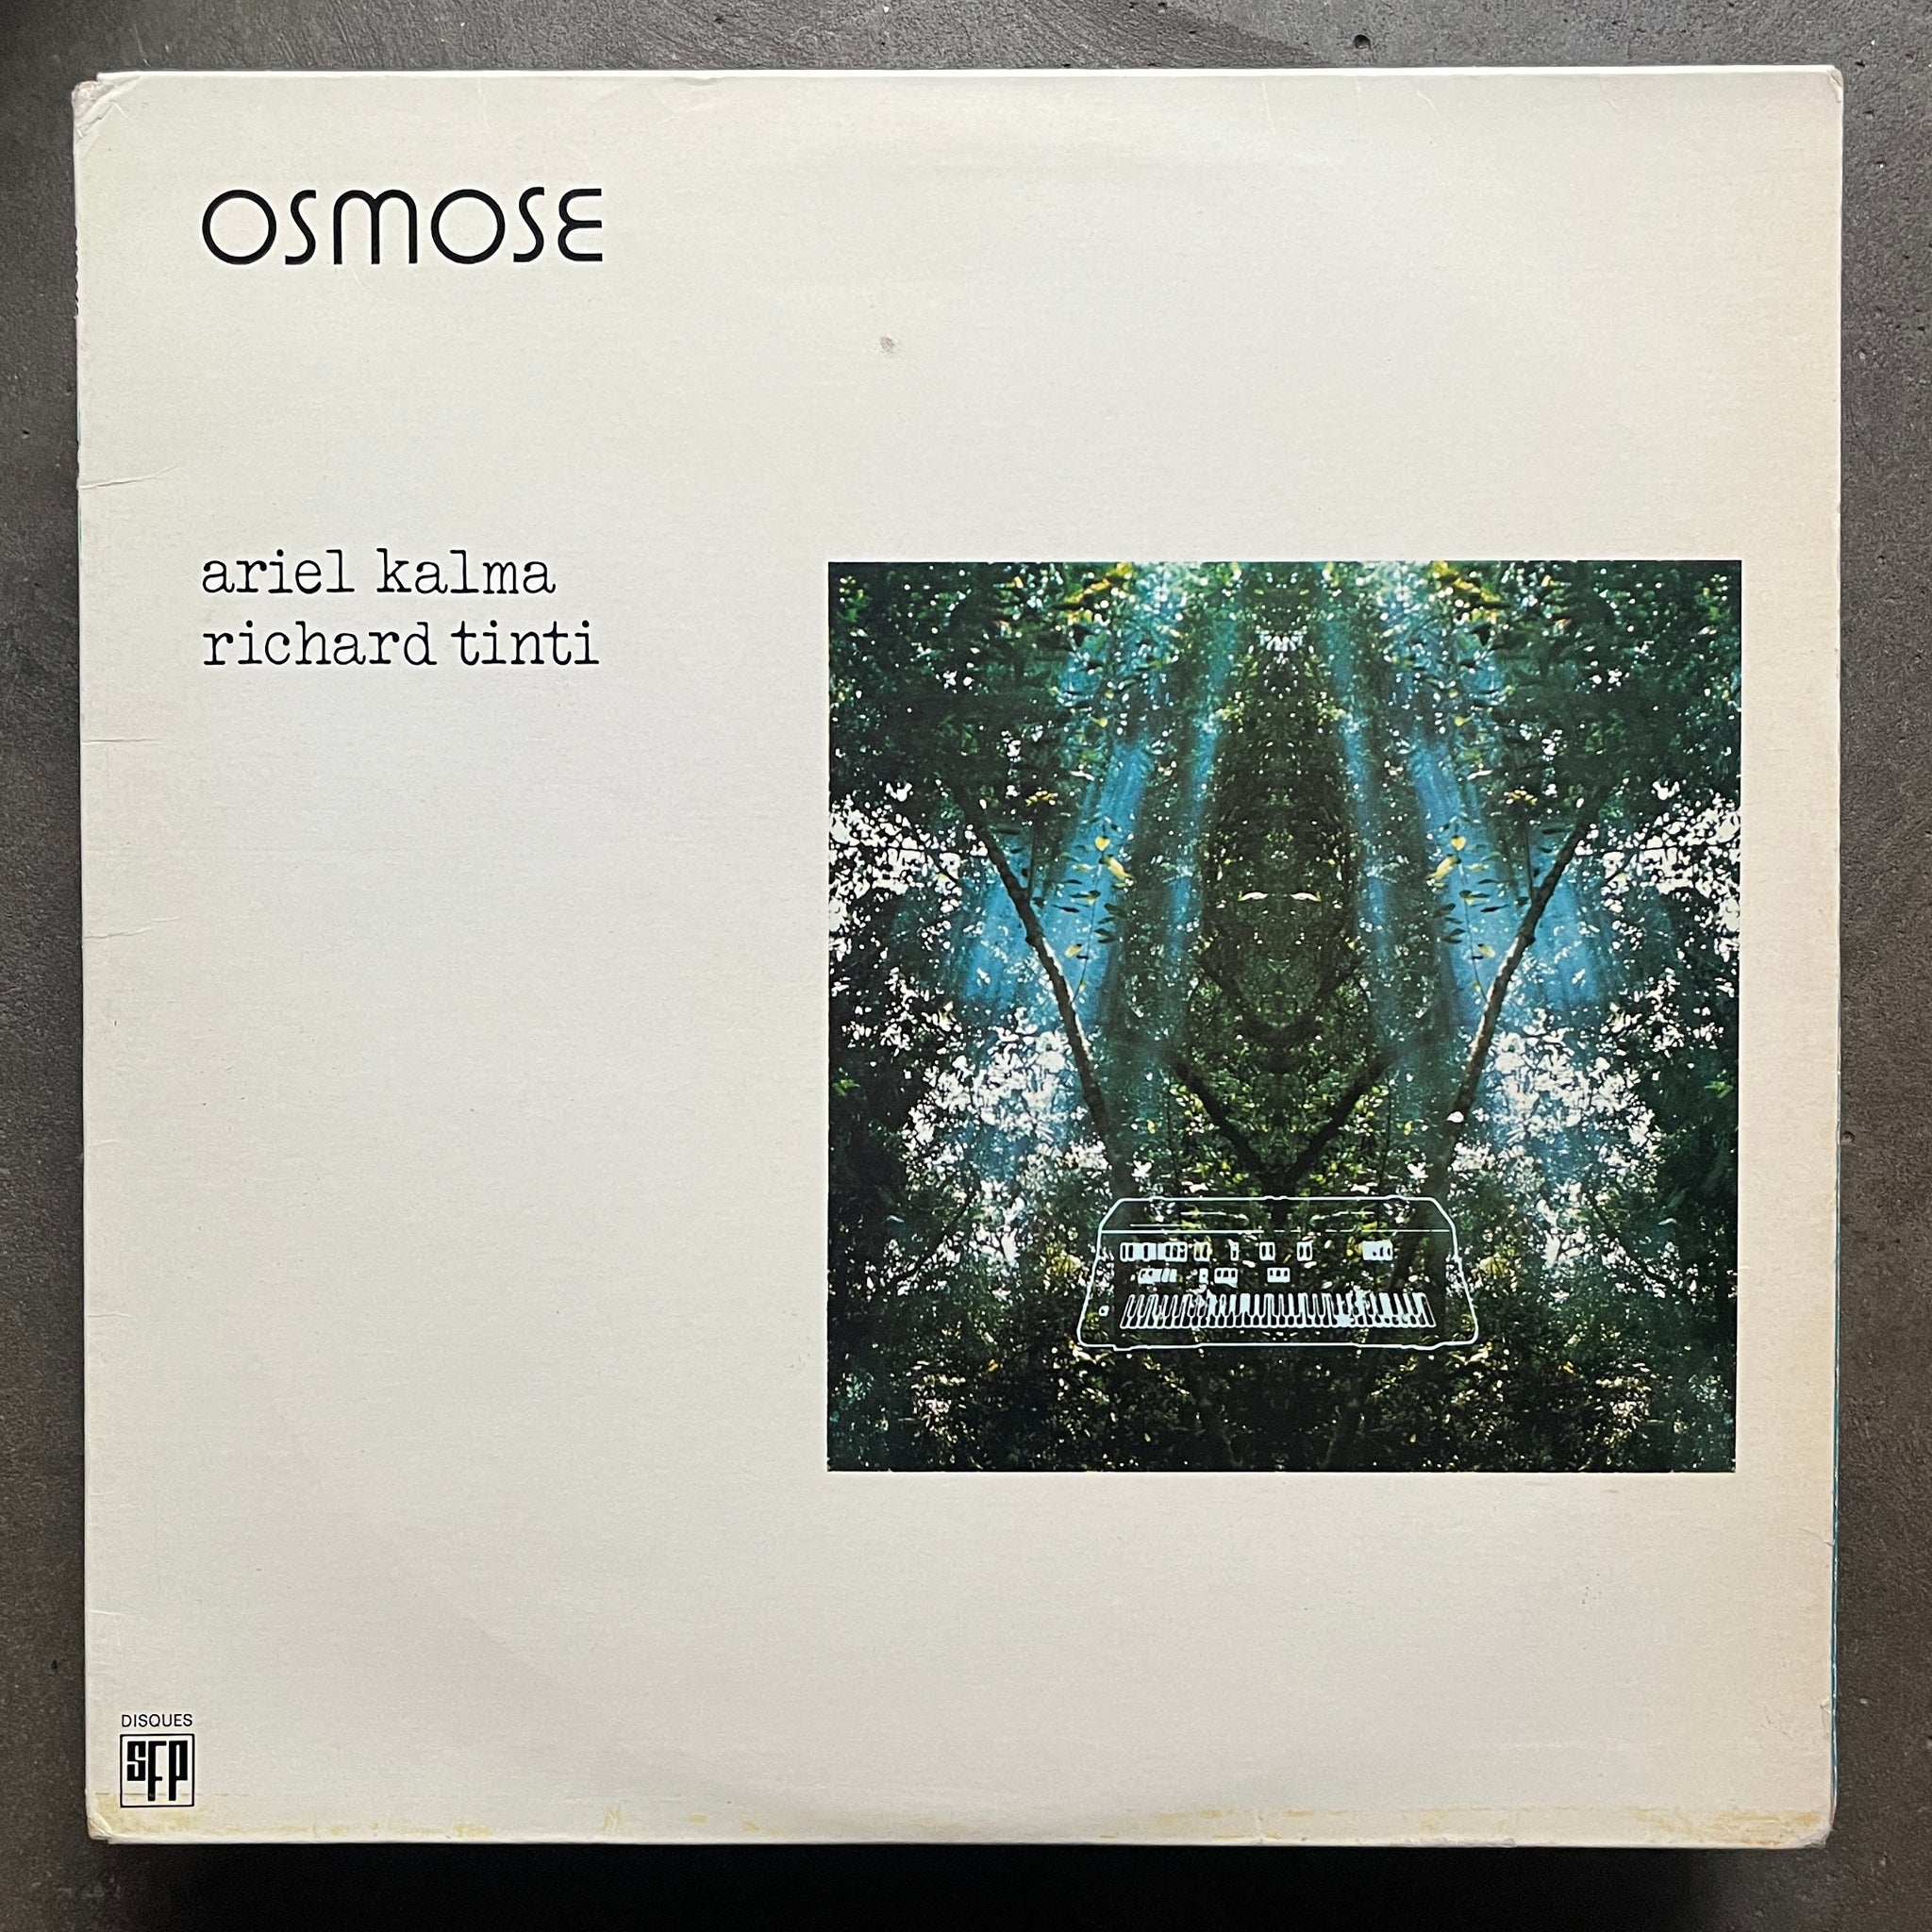 OSMOSE
ariel kalma
richard tinti
DISQUES
SFP